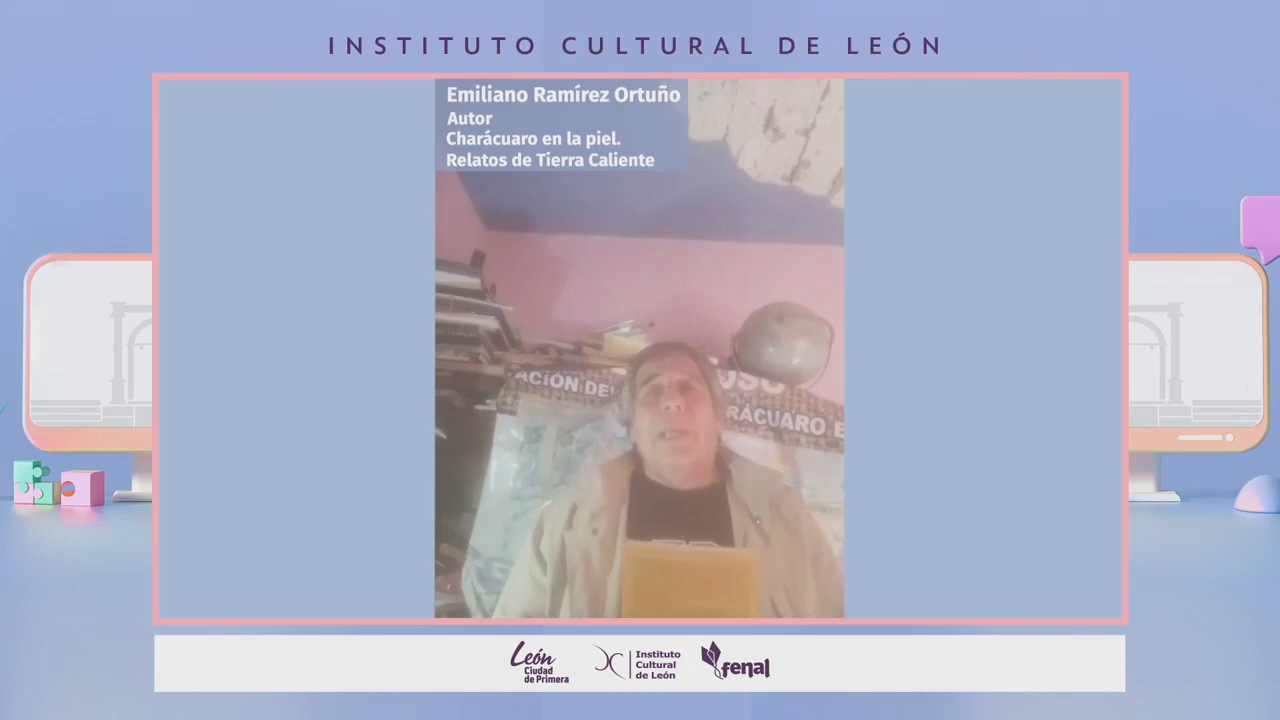 INSTITUTO CULTURAL DE LEÓN
Emiliano Ramírez Ortuño
Autor
Charácuaro en la piel.
Relatos de Tierra Caliente
ACIÓN DE
RÁCUARO E
León
Ciudad
de Primera
Instituto
Cultural
de León
fenal